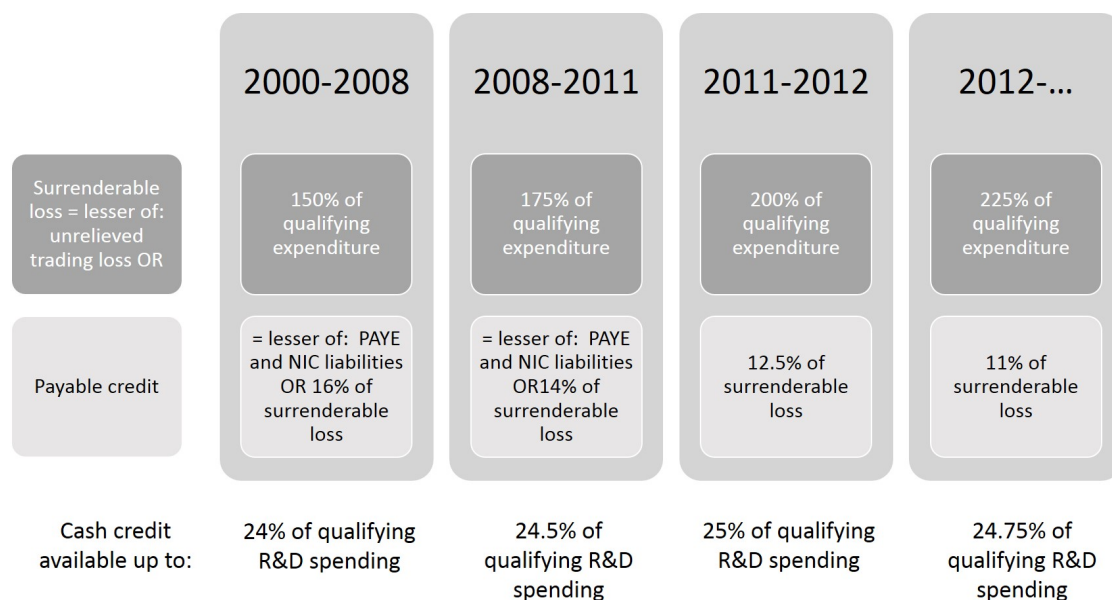 2000-2008
2008-2011
2011-2012
2012-...
Surrenderable
loss = lesser of:
unrelieved
trading loss OR
150% of
qualifying
expenditure
175% of
qualifying
expenditure
200% of
qualifying
expenditure
225% of
qualifying
expenditure
Payable credit
= lesser of:  PAYE
and NIC liabilities
OR 16% of
surrenderable
loss
= lesser of:  PAYE
and NIC liabilities
OR14% of
surrenderable
loss
12.5% of
surrenderable
loss
11% of
surrenderable
loss
Cash credit
available up to:
24% of qualifying
R&D spending
24.5% of
qualifying R&D
spending
25% of qualifying
R&D spending
24.75% of
qualifying R&D
spending